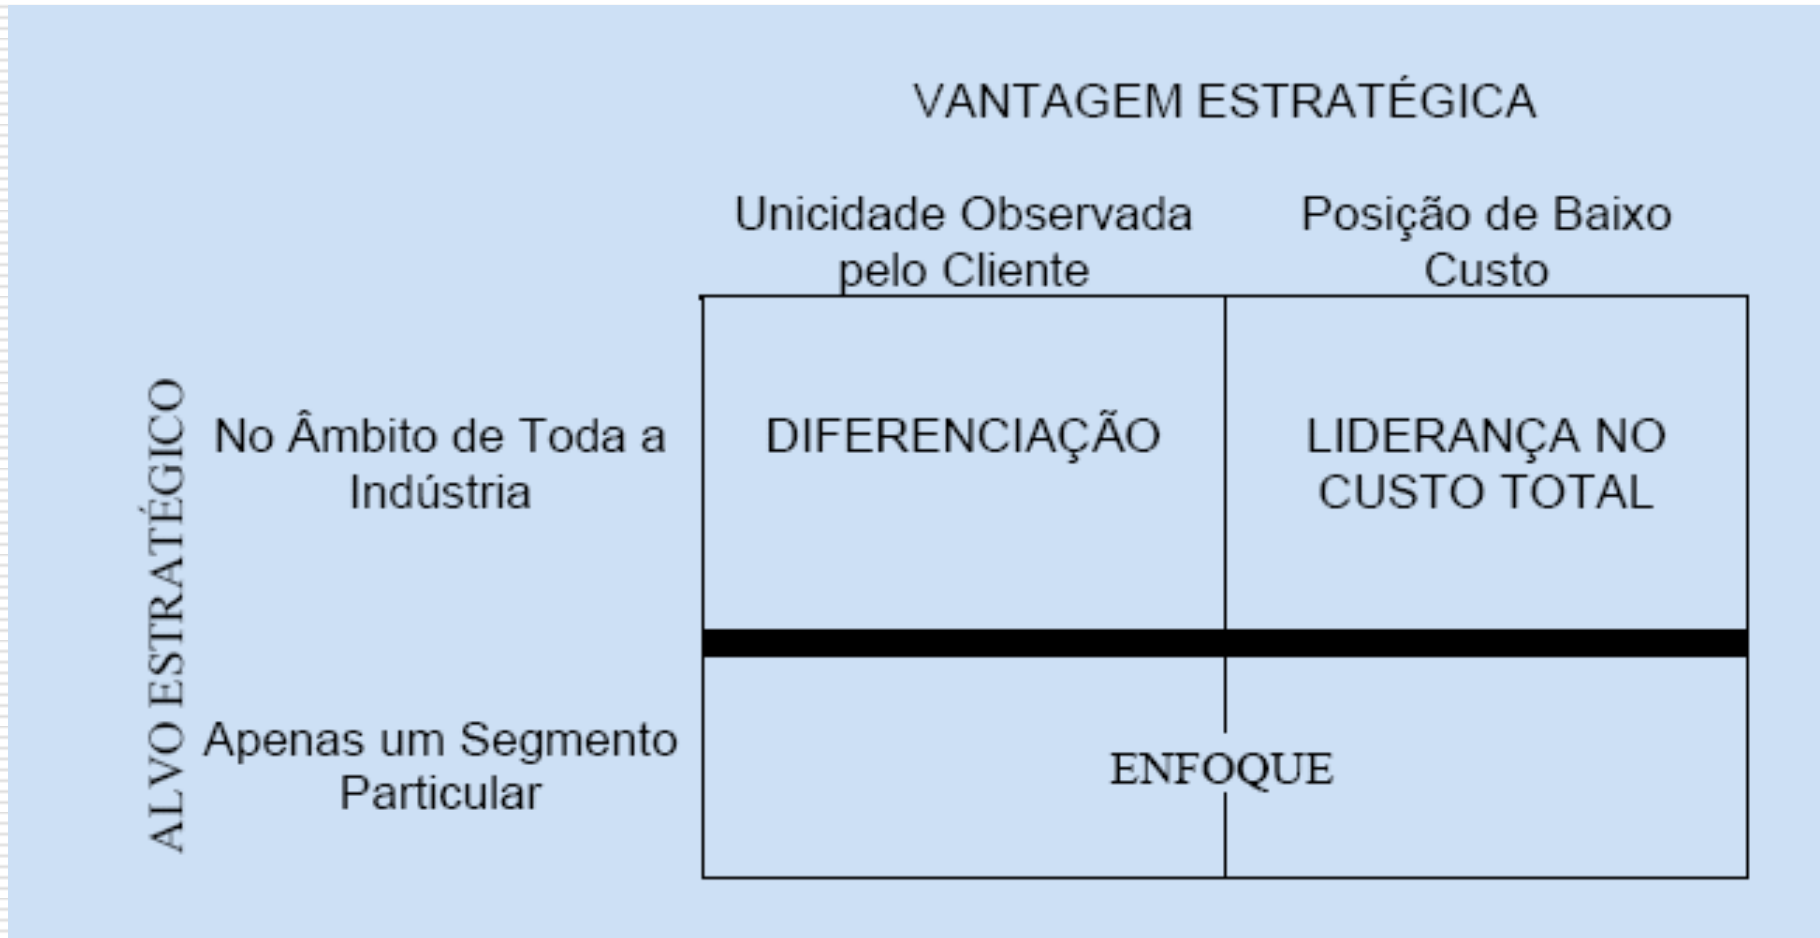 VANTAGEM ESTRATÉGICA
Unicidade Observada
pelo Cliente
Posição de Baixo
Custo
ALVO ESTRATÉGICO
No Âmbito de Toda a
Indústria
DIFERENCIAÇÃO
LIDERANÇA NO
CUSTO TOTAL
Apenas um Segmento
Particular
ENFOQUE